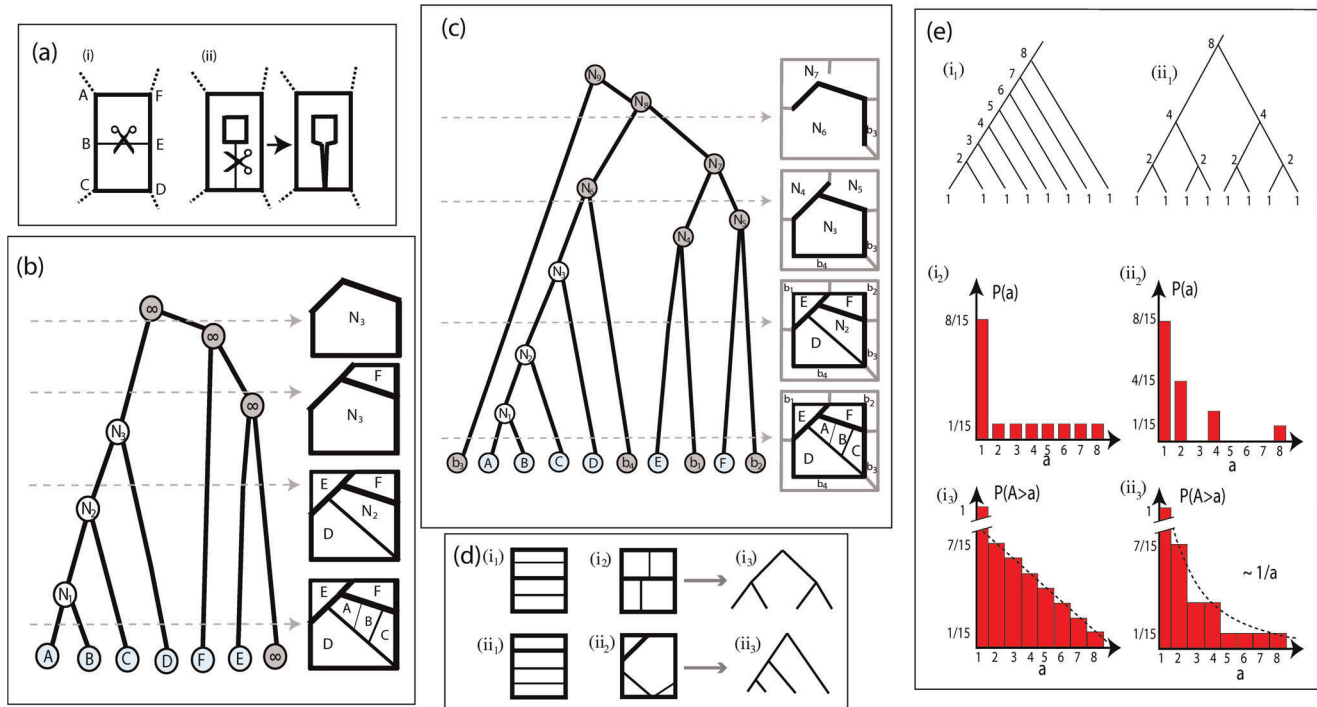 (a)
(i)
(ii)
A
F
B
E
C
D
(b)
∞
∞
∞
N₃
N₂
N₁
A
B
C
D
F
E
∞
N₃
F
N₃
E
F
N₂
D
E
F
A
B
C
D
(c)
N₉
N₈
N₇
N₆
N₅
N₄
N₃
N₂
N₁
b₃
A
B
C
D
b₄
E
b₁
F
b₂
N₇
N₆
b₃
N₄
N₅
N₃
b₃
b₄
b₁
b₂
E
F
N₂
D
b₃
b₄
b₁
b₂
E
F
A
B
C
D
b₃
b₄
(d)
(i₁)
(i₂)
(i₃)
(ii₁)
(ii₂)
(ii₃)
(e)
(i₁)
8
7
6
5
4
3
2
1 1 1 1 1 1 1 1
(ii₁)
8
4 4
2 2 2 2
1 1 1 1 1 1 1 1
(i₂)
P(a)
8/15
1/15
1 2 3 4 5 6 7 8
a
(ii₂)
P(a)
8/15
4/15
1/15
1 2 3 4 5 6 7 8
a
(i₃)
P(A>a)
1
7/15
1/15
1 2 3 4 5 6 7 8
a
(ii₃)
P(A>a)
1
7/15
~ 1/a
1/15
1 2 3 4 5 6 7 8
a